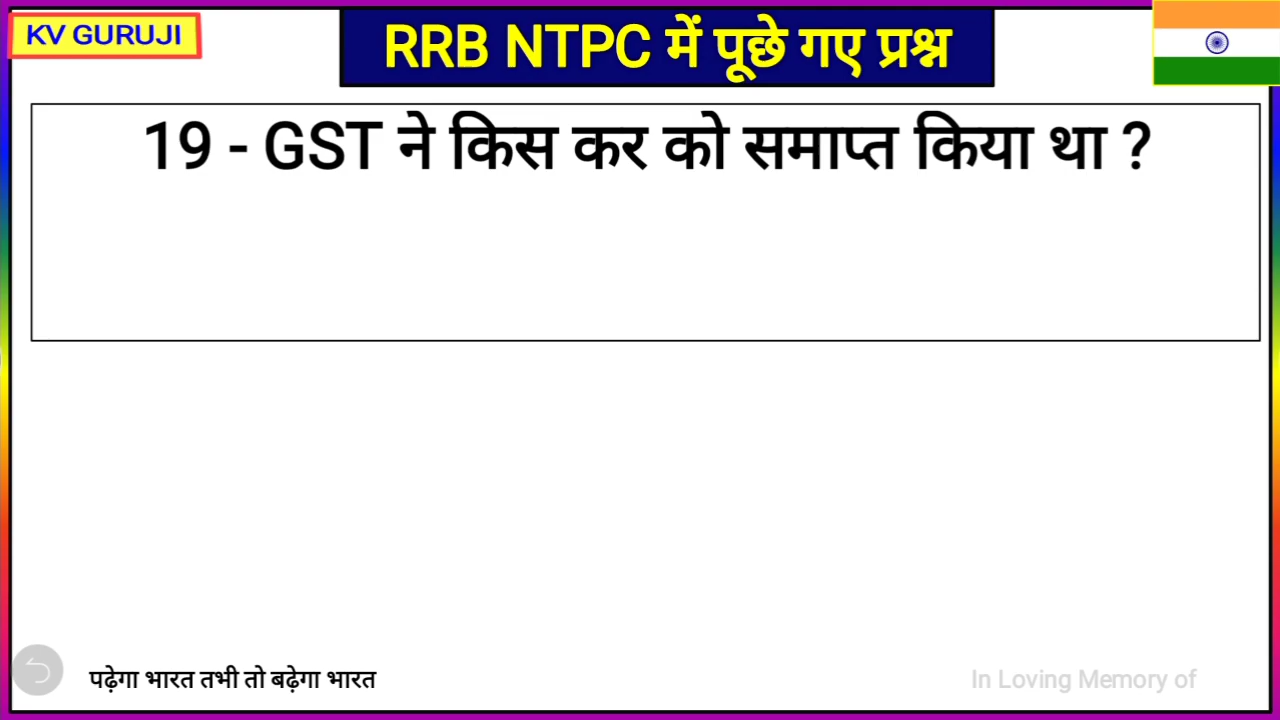 KV GURUJI
RRB NTPC में पूछे गए प्रश्न
19 - GST ने किस कर को समाप्त किया था ?
पढ़ेगा भारत तभी तो बढ़ेगा भारत
In Loving Memory of